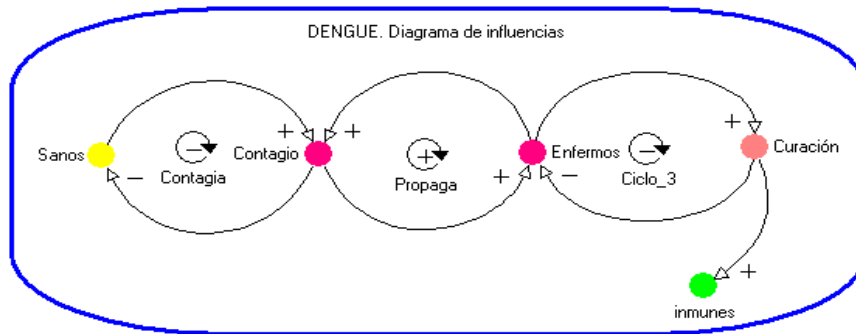 DENGUE. Diagrama de influencias
+
+
+
Sanos
Contagio
Enfermos
Curación
−
Contagia
+
Propaga
−
Ciclo_3
−
+
−
+
inmunes